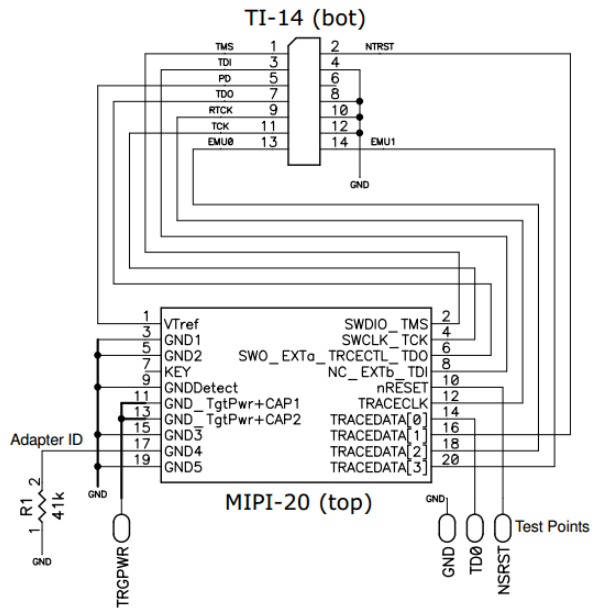 TI-14 (bot)
TMS 1 2 NTRST
TDI 3 4
PD 5 6
TDO 7 8
RTCK 9 10
TCK 11 12
EMU0 13 14 EMU1
GND
1 VTref SWDIO_TMS 2
3 GND1 SWCLK_TCK 4
5 GND2 SWO_EXTa_TRCECTL_TDO 6
7 KEY NC_EXTb_TDI 8
9 GNDDetect nRESET 10
11 GND_TgtPwr+CAP1 TRACECLK 12
13 GND_TgtPwr+CAP2 TRACEDATA[0] 14
15 GND3 TRACEDATA[1] 16
Adapter ID 17 GND4 TRACEDATA[2] 18
19 GND5 TRACEDATA[3] 20
GND MIPI-20 (top) GND
R1 2 1 41k
GND
TRGPWR
GND
TD0
NSRST
Test Points